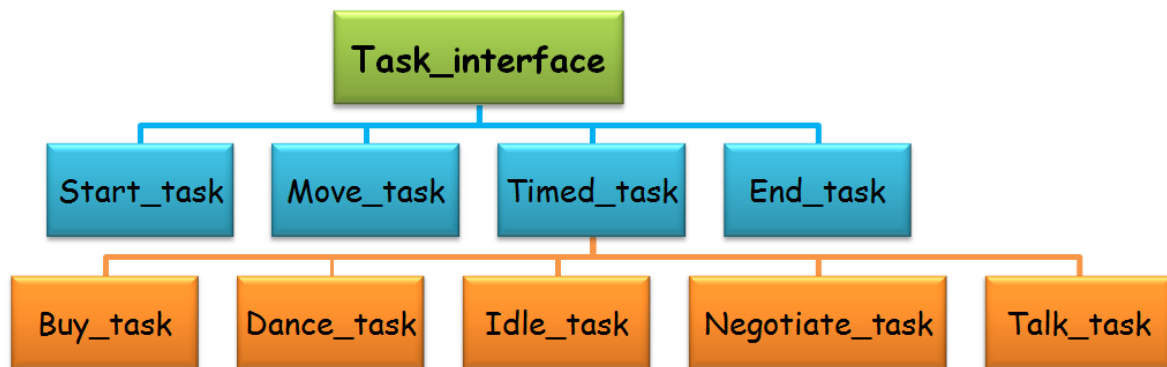 Task_interface
Start_task
Move_task
Timed_task
End_task
Buy_task
Dance_task
Idle_task
Negotiate_task
Talk_task